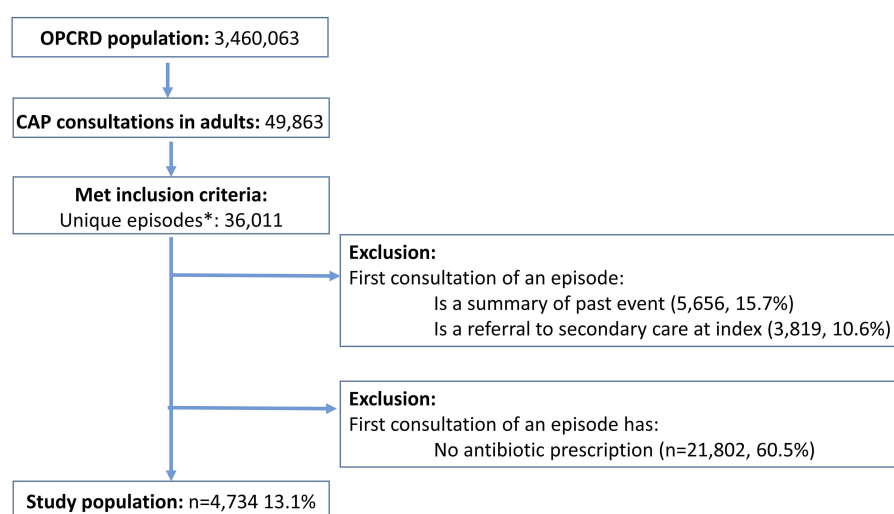 OPCRD population: 3,460,063
CAP consultations in adults: 49,863
Met inclusion criteria:
Unique episodes*: 36,011
Exclusion:
First consultation of an episode:
Is a summary of past event (5,656, 15.7%)
Is a referral to secondary care at index (3,819, 10.6%)
Exclusion:
First consultation of an episode has:
No antibiotic prescription (n=21,802, 60.5%)
Study population: n=4,734 13.1%